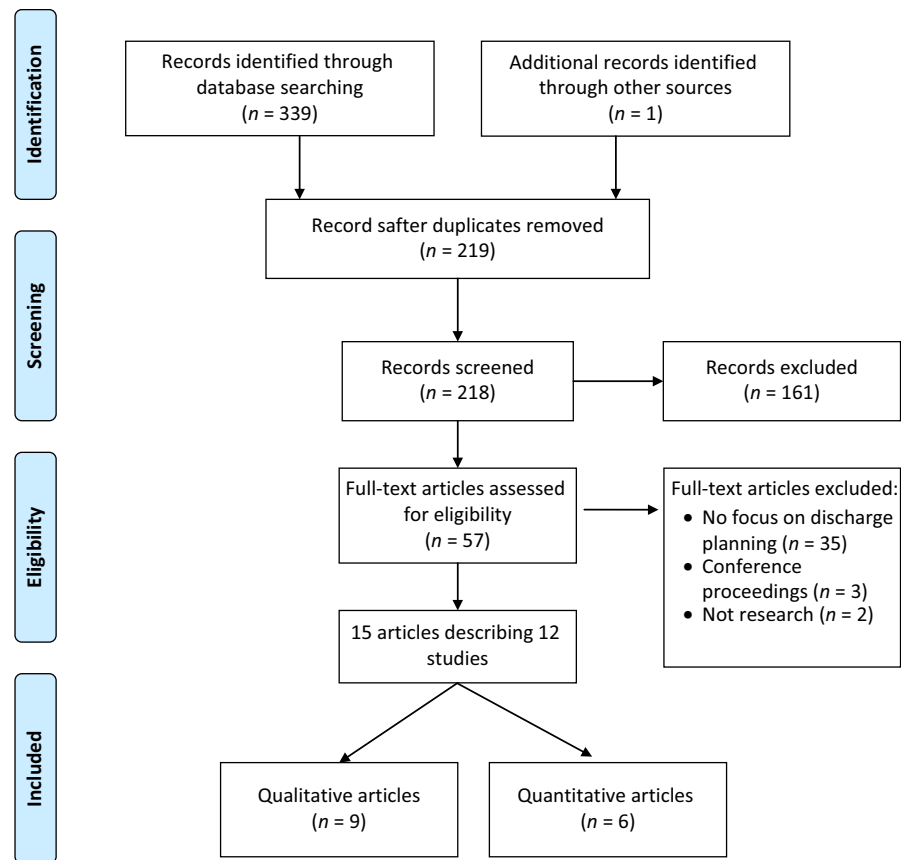 Identification
Records identified through
database searching
(n = 339)
Additional records identified
through other sources
(n = 1)
Record safter duplicates removed
(n = 219)
Screening
Records screened
(n = 218)
Records excluded
(n = 161)
Eligibility
Full-text articles assessed
for eligibility
(n = 57)
Full-text articles excluded:
• No focus on discharge
planning (n = 35)
• Conference
proceedings (n = 3)
• Not research (n = 2)
15 articles describing 12
studies
Included
Qualitative articles
(n = 9)
Quantitative articles
(n = 6)